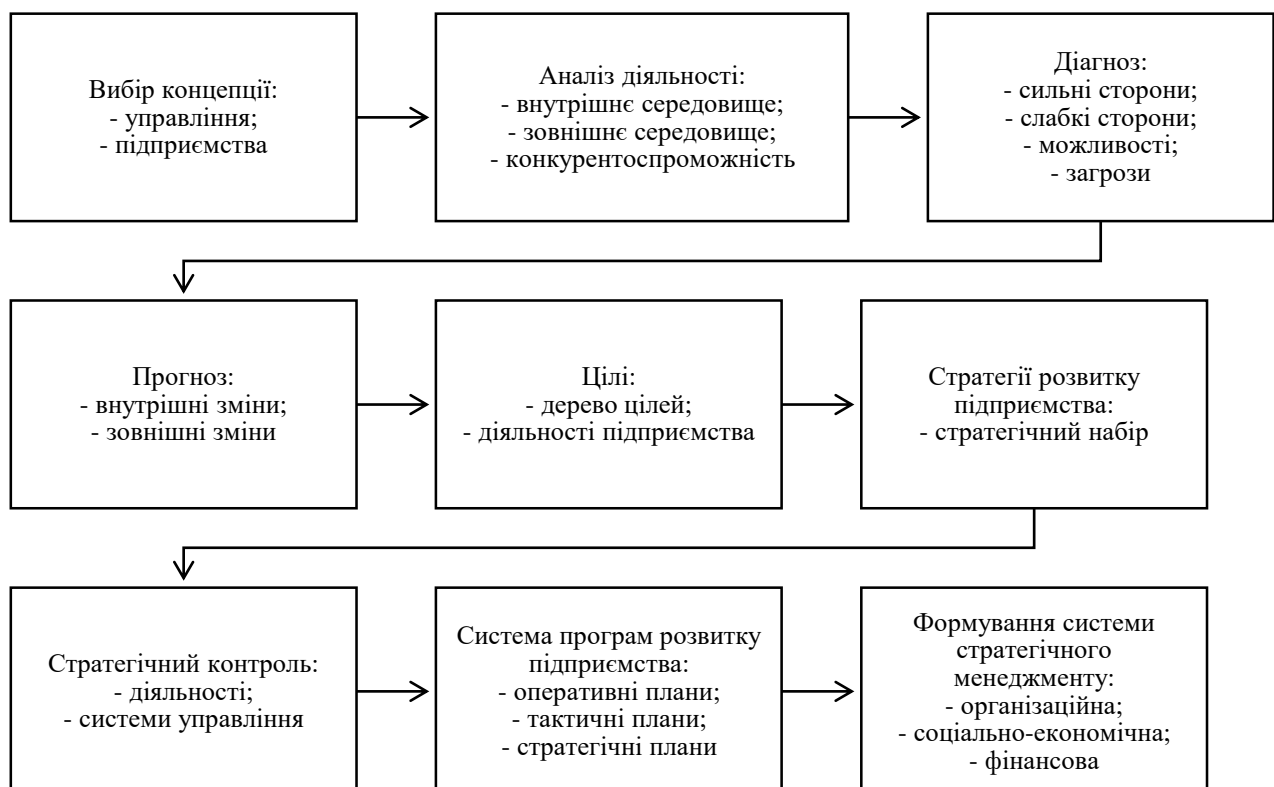 Вибір концепції:
- управління;
- підприємства
Аналіз діяльності:
- внутрішнє середовище;
- зовнішнє середовище;
- конкурентоспроможність
Діагноз:
- сильні сторони;
- слабкі сторони;
- можливості;
- загрози
Прогноз:
- внутрішні зміни;
- зовнішні зміни
Цілі:
- дерево цілей;
- діяльності підприємства
Стратегії розвитку
підприємства:
- стратегічний набір
Стратегічний контроль:
- діяльності;
- системи управління
Система програм розвитку
підприємства:
- оперативні плани;
- тактичні плани;
- стратегічні плани
Формування системи
стратегічного
менеджменту:
- організаційна;
- соціально-економічна;
- фінансова